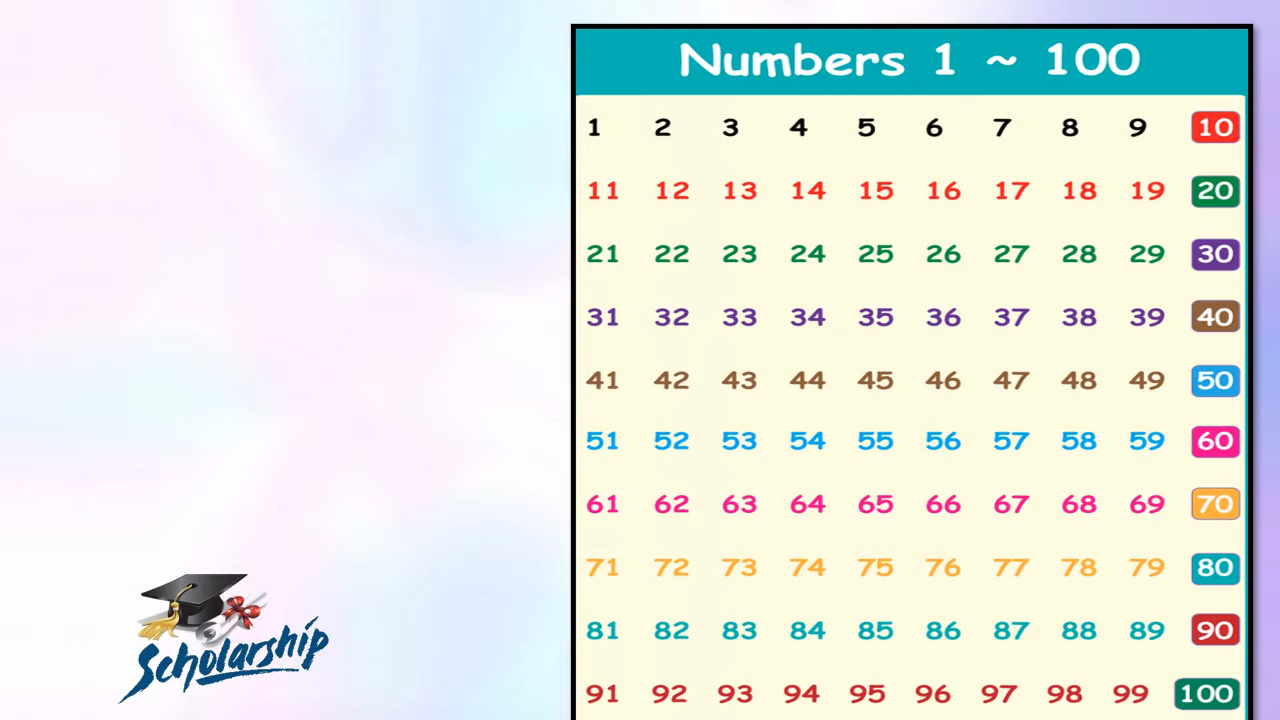 Numbers 1 ~ 100
1 2 3 4 5 6 7 8 9 10
11 12 13 14 15 16 17 18 19 20
21 22 23 24 25 26 27 28 29 30
31 32 33 34 35 36 37 38 39 40
41 42 43 44 45 46 47 48 49 50
51 52 53 54 55 56 57 58 59 60
61 62 63 64 65 66 67 68 69 70
71 72 73 74 75 76 77 78 79 80
81 82 83 84 85 86 87 88 89 90
91 92 93 94 95 96 97 98 99 100
Scholarship